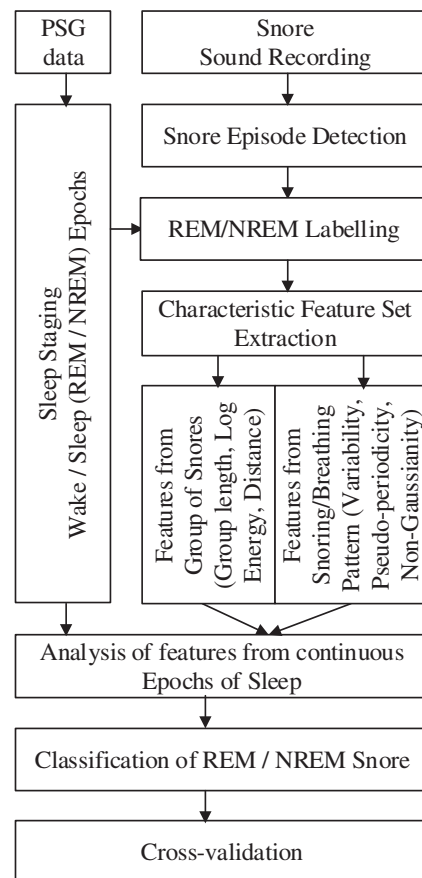 PSG
data
Snore
Sound Recording
Snore Episode Detection
Sleep Staging
Wake / Sleep (REM / NREM) Epochs
REM/NREM Labelling
Characteristic Feature Set
Extraction
Features from
Group of Snores
(Group length, Log
Energy, Distance)
Features from
Snoring/Breathing
Pattern (Variability,
Pseudo-periodicity,
Non-Gaussianity)
Analysis of features from continuous
Epochs of Sleep
Classification of REM / NREM Snore
Cross-validation